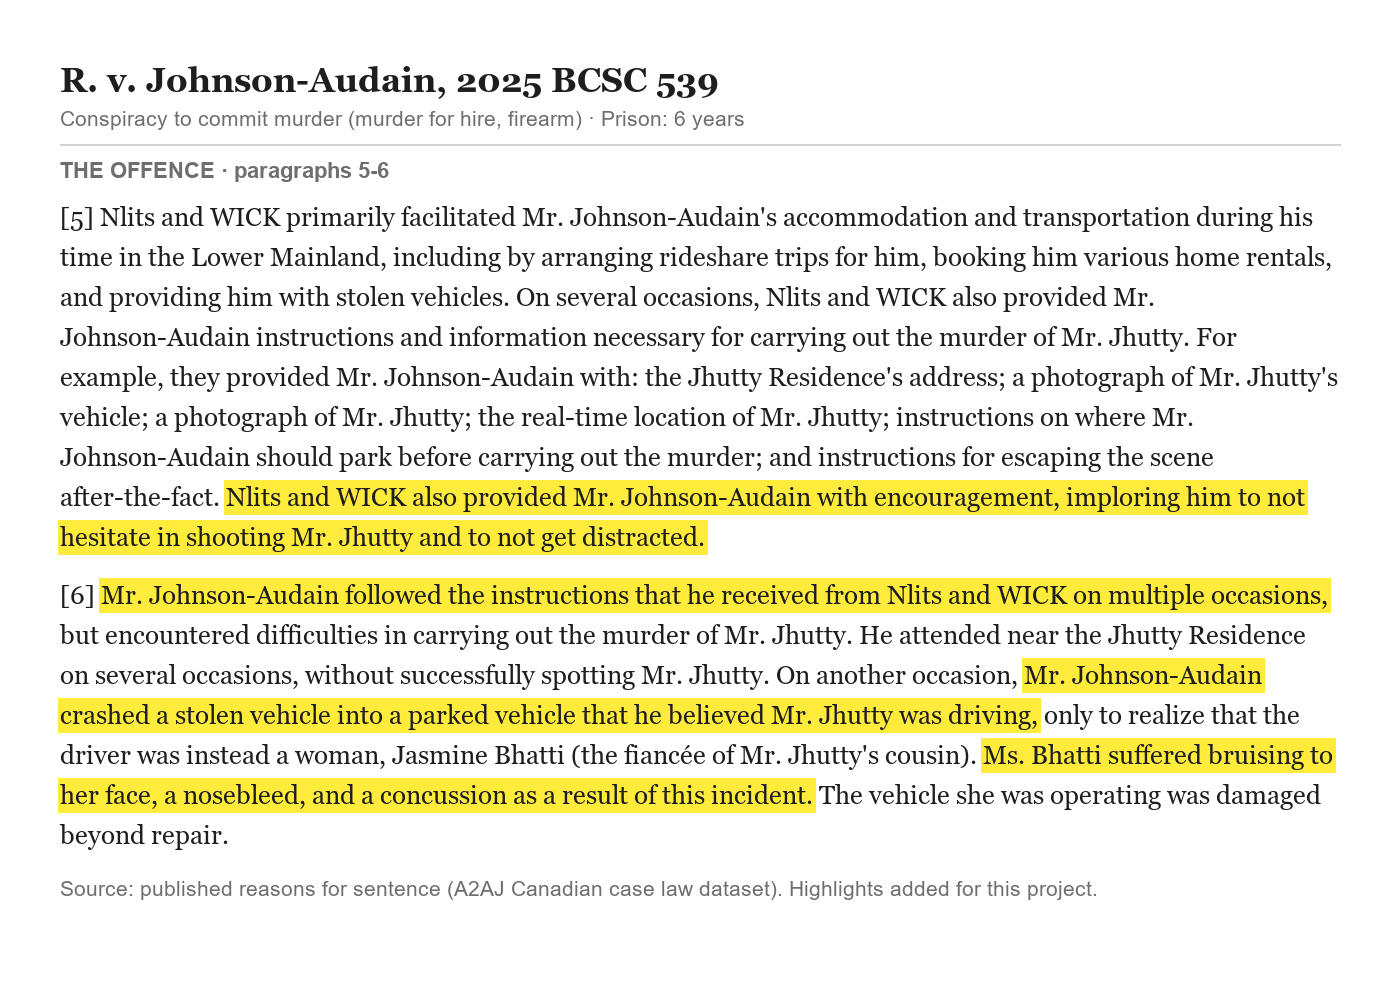 R. v. Johnson-Audain, 2025 BCSC 539
Conspiracy to commit murder (murder for hire, firearm) · Prison: 6 years
THE OFFENCE · paragraphs 5-6
[5] Nlits and WICK primarily facilitated Mr. Johnson-Audain's accommodation and transportation during his
time in the Lower Mainland, including by arranging rideshare trips for him, booking him various home rentals,
and providing him with stolen vehicles. On several occasions, Nlits and WICK also provided Mr.
Johnson-Audain instructions and information necessary for carrying out the murder of Mr. Jhutty. For
example, they provided Mr. Johnson-Audain with: the Jhutty Residence's address; a photograph of Mr. Jhutty's
vehicle; a photograph of Mr. Jhutty; the real-time location of Mr. Jhutty; instructions on where Mr.
Johnson-Audain should park before carrying out the murder; and instructions for escaping the scene
after-the-fact. Nlits and WICK also provided Mr. Johnson-Audain with encouragement, imploring him to not
hesitate in shooting Mr. Jhutty and to not get distracted.
[6] Mr. Johnson-Audain followed the instructions that he received from Nlits and WICK on multiple occasions,
but encountered difficulties in carrying out the murder of Mr. Jhutty. He attended near the Jhutty Residence
on several occasions, without successfully spotting Mr. Jhutty. On another occasion, Mr. Johnson-Audain
crashed a stolen vehicle into a parked vehicle that he believed Mr. Jhutty was driving, only to realize that the
driver was instead a woman, Jasmine Bhatti (the fiancée of Mr. Jhutty's cousin). Ms. Bhatti suffered bruising to
her face, a nosebleed, and a concussion as a result of this incident. The vehicle she was operating was damaged
beyond repair.
Source: published reasons for sentence (A2AJ Canadian case law dataset). Highlights added for this project.